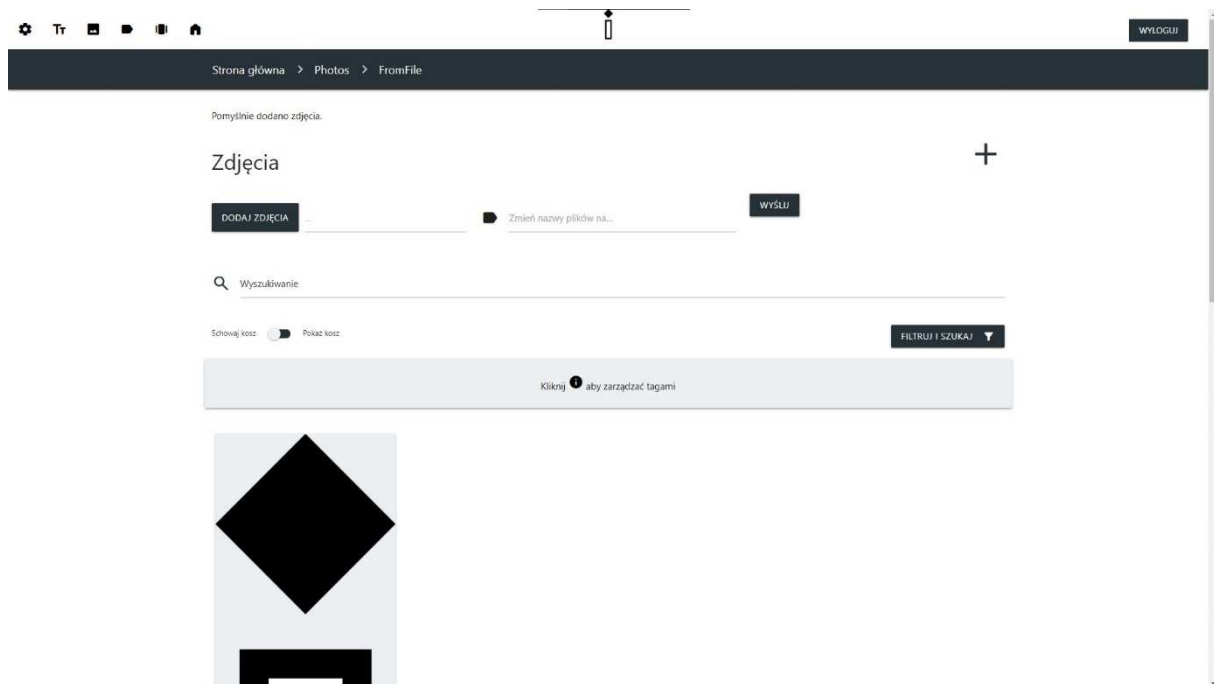 WYLOGUJ
Strona główna > Photos > FromFile
Pomyślnie dodano zdjęcia.
Zdjęcia
DODAJ ZDJĘCIA ... Zmień nazwy plików na... WYŚLIJ
Wyszukiwanie
Schowaj kosz Pokaż kosz FILTRUJ I SZUKAJ
Kliknij aby zarządzać tagami